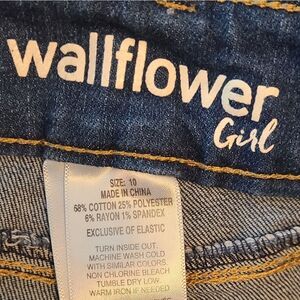 wallflower
Girl
SIZE: 10
MADE IN CHINA
68% COTTON 25% POLYESTER
6% RAYON 1% SPANDEX
EXCLUSIVE OF ELASTIC
TURN INSIDE OUT.
MACHINE WASH COLD
WITH SIMILAR COLORS.
NON CHLORINE BLEACH
TUMBLE DRY LOW.
WARM IRON IF NEEDED